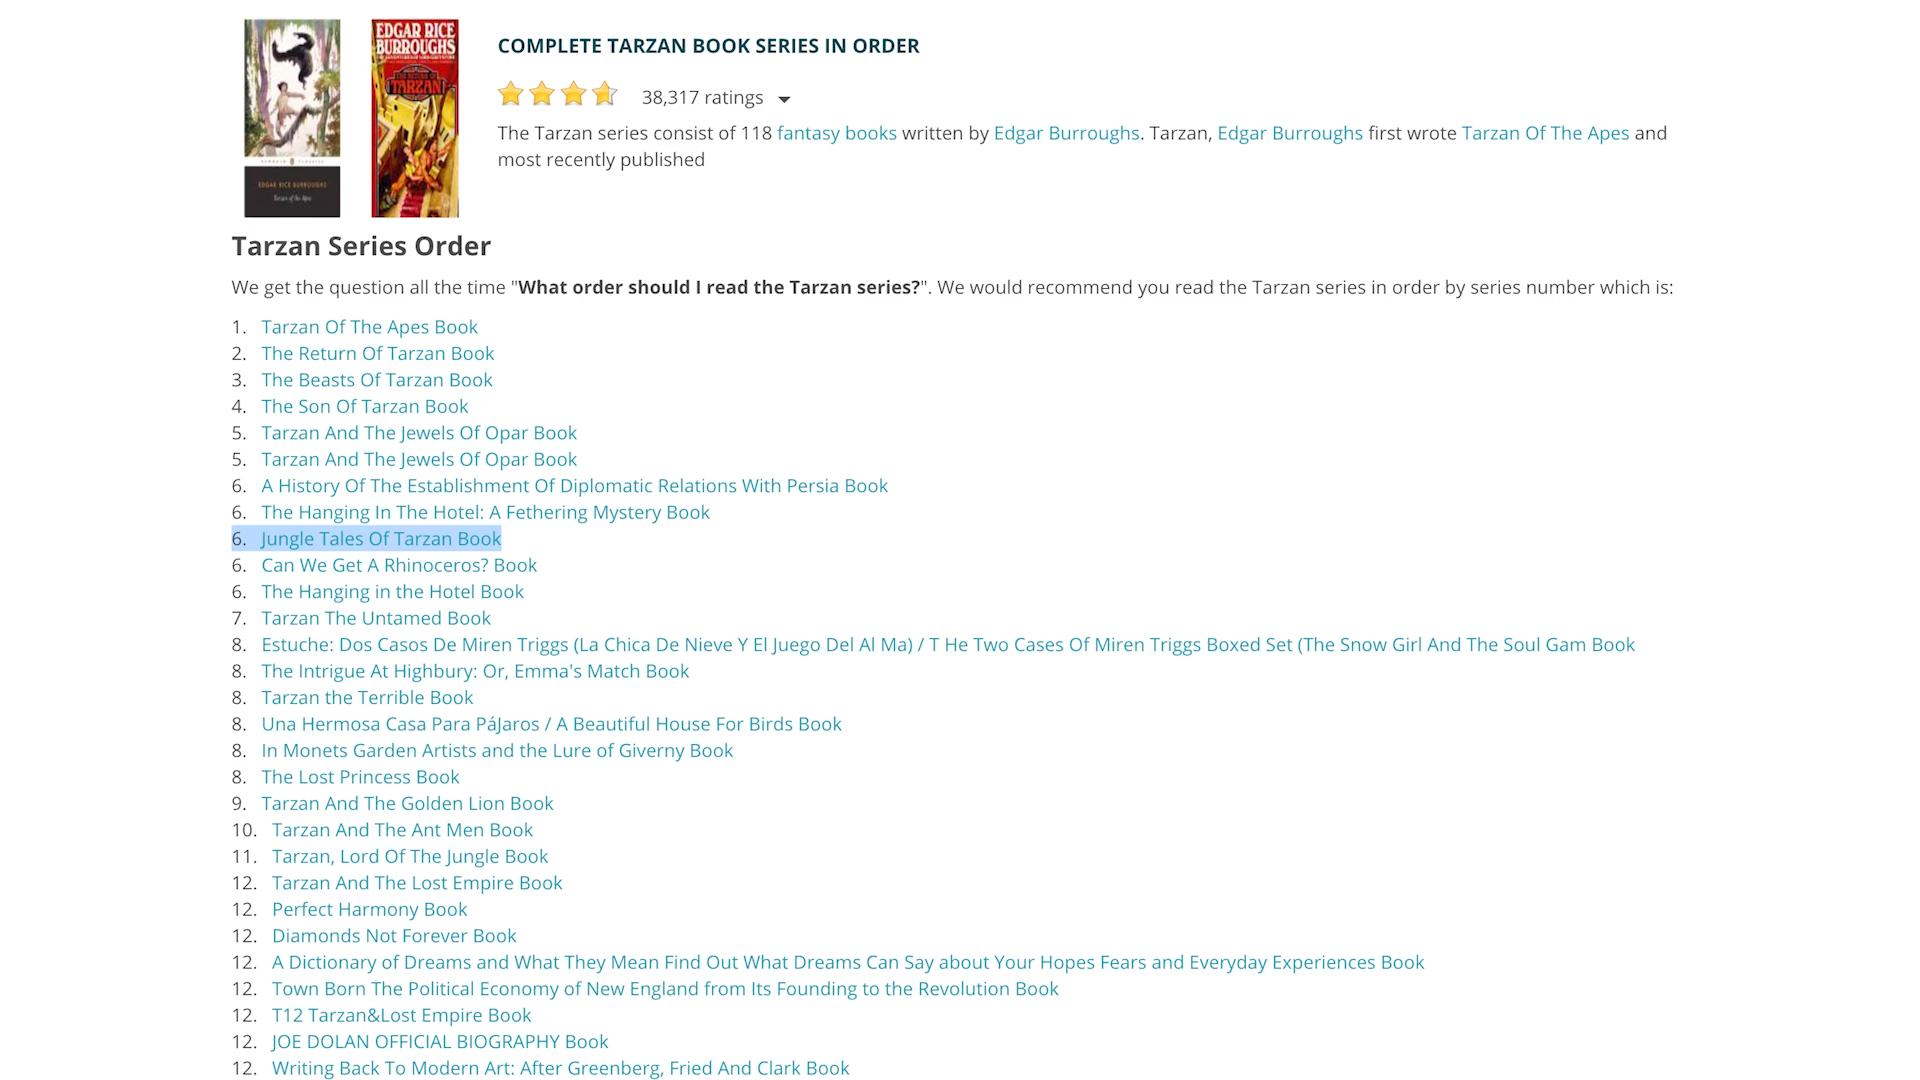 EDGAR RICE
BURROUGHS
TARZAN
PENGUIN CLASSICS
EDGAR RICE BURROUGHS
Tarzan of the Apes
COMPLETE TARZAN BOOK SERIES IN ORDER
38,317 ratings
The Tarzan series consist of 118 fantasy books written by Edgar Burroughs. Tarzan, Edgar Burroughs first wrote Tarzan Of The Apes and
most recently published
Tarzan Series Order
We get the question all the time "What order should I read the Tarzan series?". We would recommend you read the Tarzan series in order by series number which is:
1. Tarzan Of The Apes Book
2. The Return Of Tarzan Book
3. The Beasts Of Tarzan Book
4. The Son Of Tarzan Book
5. Tarzan And The Jewels Of Opar Book
5. Tarzan And The Jewels Of Opar Book
6. A History Of The Establishment Of Diplomatic Relations With Persia Book
6. The Hanging In The Hotel: A Fethering Mystery Book
6. Jungle Tales Of Tarzan Book
6. Can We Get A Rhinoceros? Book
6. The Hanging in the Hotel Book
7. Tarzan The Untamed Book
8. Estuche: Dos Casos De Miren Triggs (La Chica De Nieve Y El Juego Del Al Ma) / T He Two Cases Of Miren Triggs Boxed Set (The Snow Girl And The Soul Gam Book
8. The Intrigue At Highbury: Or, Emma's Match Book
8. Tarzan the Terrible Book
8. Una Hermosa Casa Para PáJaros / A Beautiful House For Birds Book
8. In Monets Garden Artists and the Lure of Giverny Book
8. The Lost Princess Book
9. Tarzan And The Golden Lion Book
10. Tarzan And The Ant Men Book
11. Tarzan, Lord Of The Jungle Book
12. Tarzan And The Lost Empire Book
12. Perfect Harmony Book
12. Diamonds Not Forever Book
12. A Dictionary of Dreams and What They Mean Find Out What Dreams Can Say about Your Hopes Fears and Everyday Experiences Book
12. Town Born The Political Economy of New England from Its Founding to the Revolution Book
12. T12 Tarzan&Lost Empire Book
12. JOE DOLAN OFFICIAL BIOGRAPHY Book
12. Writing Back To Modern Art: After Greenberg, Fried And Clark Book